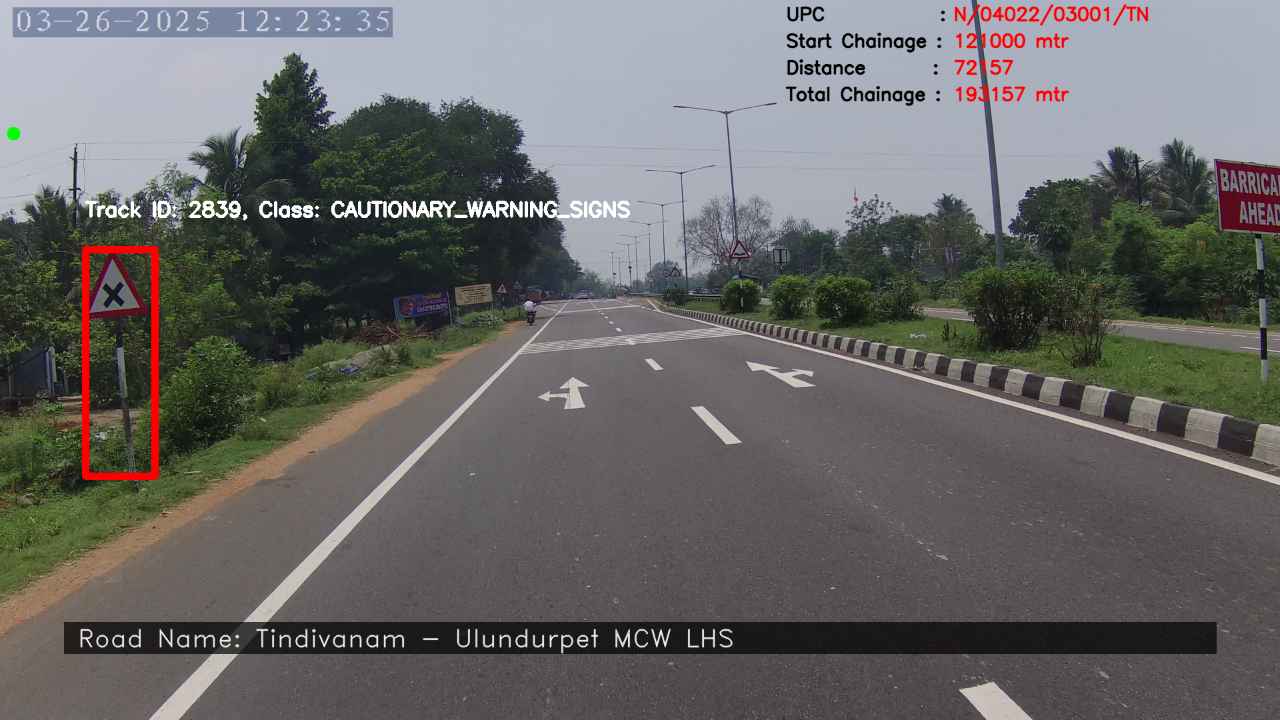 03-26-2025 12:23:35
UPC : N/04022/03001/TN
Start Chainage : 121000 mtr
Distance : 72157
Total Chainage : 193157 mtr
Track ID: 2839, Class: CAUTIONARY_WARNING_SIGNS
BARRICA
AHEA
Road Name: Tindivanam - Ulundurpet MCW LHS